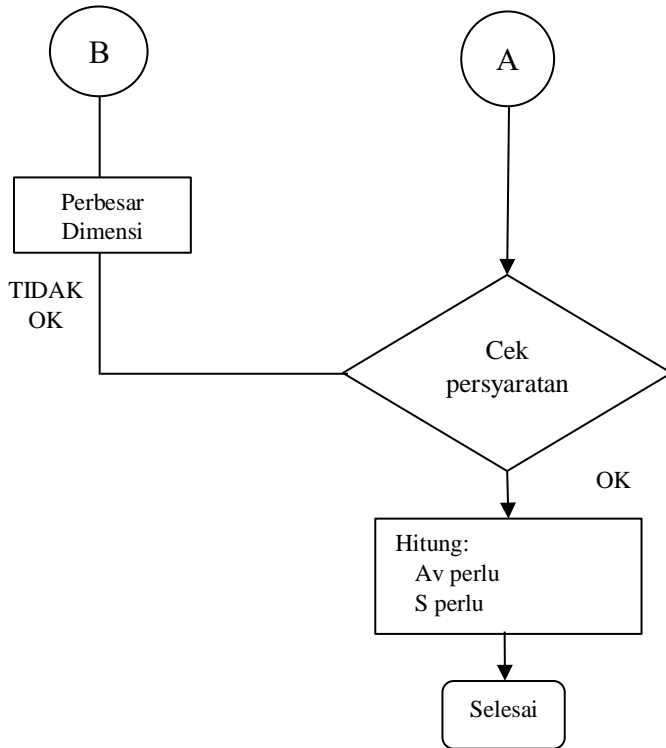 B
A
Perbesar
Dimensi
TIDAK
OK
Cek
persyaratan
OK
Hitung:
Av perlu
S perlu
Selesai